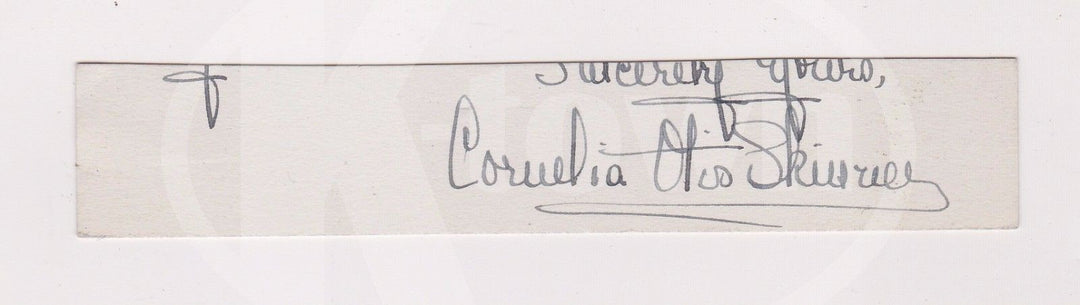 Sincerely yours,
Cornelia Otis Skinner